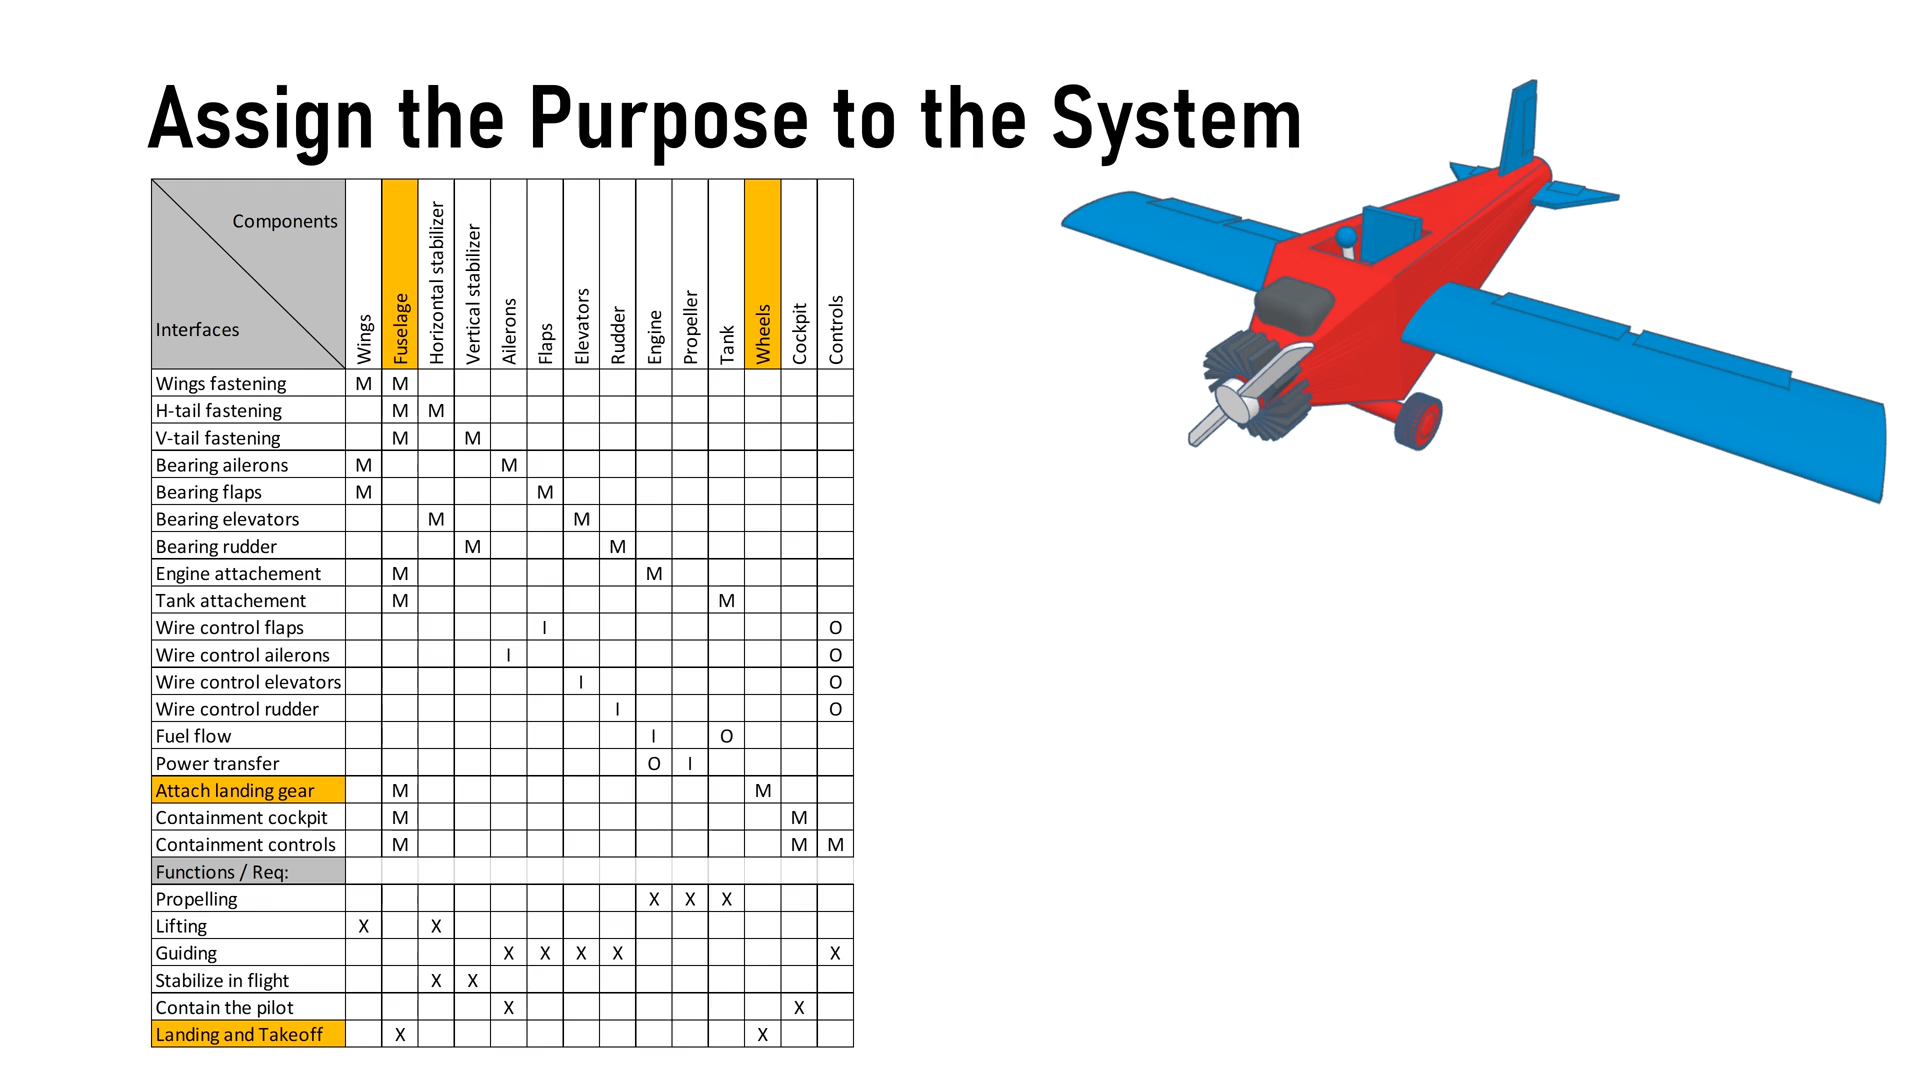 Assign the Purpose to the System
Components
Interfaces
Wings
Fuselage
Horizontal stabilizer
Vertical stabilizer
Ailerons
Flaps
Elevators
Rudder
Engine
Propeller
Tank
Wheels
Cockpit
Controls
Wings fastening M M
H-tail fastening M M
V-tail fastening M M
Bearing ailerons M M
Bearing flaps M M
Bearing elevators M M
Bearing rudder M M
Engine attachement M M
Tank attachement M M
Wire control flaps I O
Wire control ailerons I O
Wire control elevators I O
Wire control rudder I O
Fuel flow I O
Power transfer O I
Attach landing gear M M
Containment cockpit M M
Containment controls M M M
Functions / Req:
Propelling X X X
Lifting X X
Guiding X X X X X
Stabilize in flight X X
Contain the pilot X X
Landing and Takeoff X X